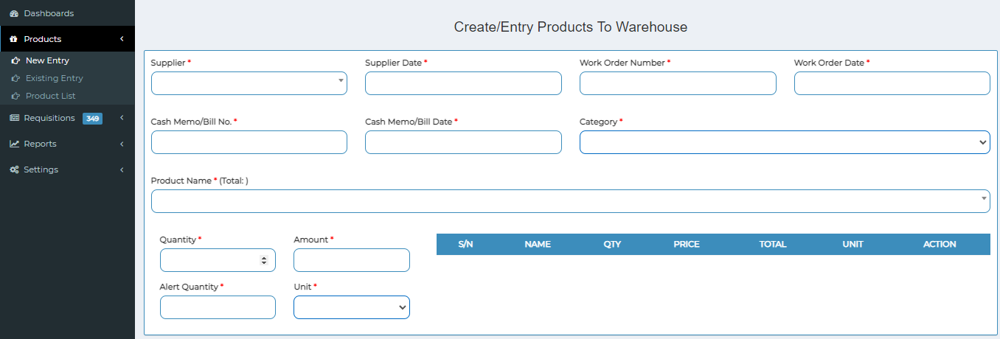 Dashboards
Products
New Entry
Existing Entry
Product List
Requisitions 349
Reports
Settings
Create/Entry Products To Warehouse
Supplier * Supplier Date * Work Order Number * Work Order Date *
Cash Memo/Bill No. * Cash Memo/Bill Date * Category *
Product Name * (Total: )
Quantity * Amount *
S/N NAME QTY PRICE TOTAL UNIT ACTION
Alert Quantity * Unit *